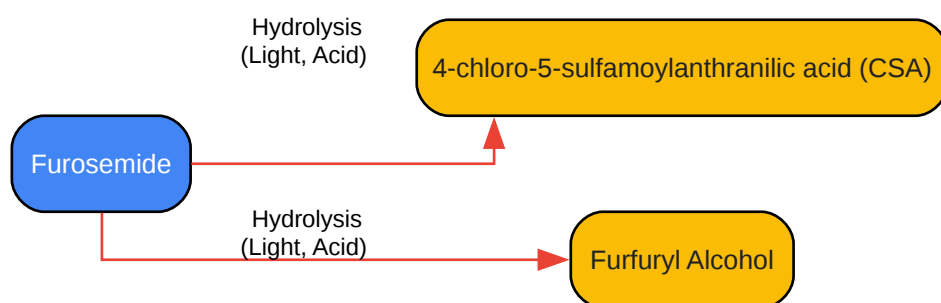 Hydrolysis
(Light, Acid)
4-chloro-5-sulfamoylanthranilic acid (CSA)
Furosemide
Hydrolysis
(Light, Acid)
Furfuryl Alcohol